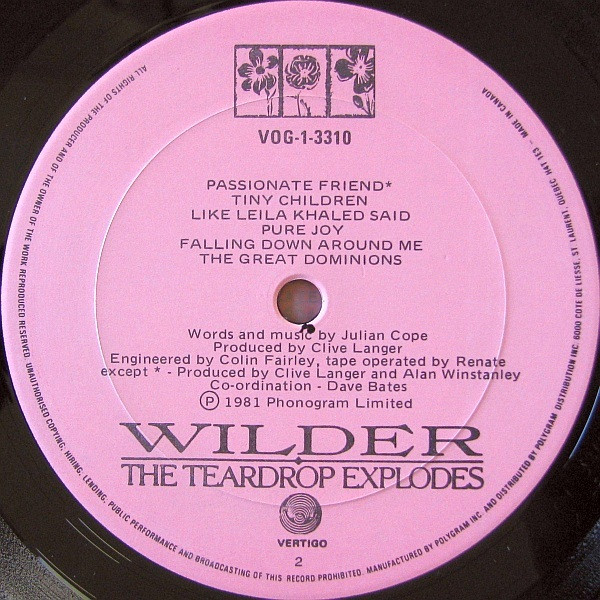 VOG-1-3310
PASSIONATE FRIEND*
TINY CHILDREN
LIKE LEILA KHALED SAID
PURE JOY
FALLING DOWN AROUND ME
THE GREAT DOMINIONS
Words and music by Julian Cope
Produced by Clive Langer
Engineered by Colin Fairley, tape operated by Renate
except * - Produced by Clive Langer and Alan Winstanley
Co-ordination - Dave Bates
Ⓟ 1981 Phonogram Limited
WILDER
THE TEARDROP EXPLODES
VERTIGO
2
ALL RIGHTS OF THE PRODUCER AND OF THE OWNER OF THE WORK REPRODUCED RESERVED. UNAUTHORISED COPYING, HIRING, LENDING, PUBLIC PERFORMANCE AND BROADCASTING OF THIS RECORD PROHIBITED. MANUFACTURED BY POLYGRAM INC. AND DISTRIBUTED BY POLYGRAM DISTRIBUTION INC. 6000 COTE DE LIESSE, ST. LAURENT, QUEBEC H4T 1E3 – MADE IN CANADA